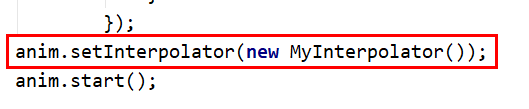 });
anim.setInterpolator(new MyInterpolator());
anim.start();